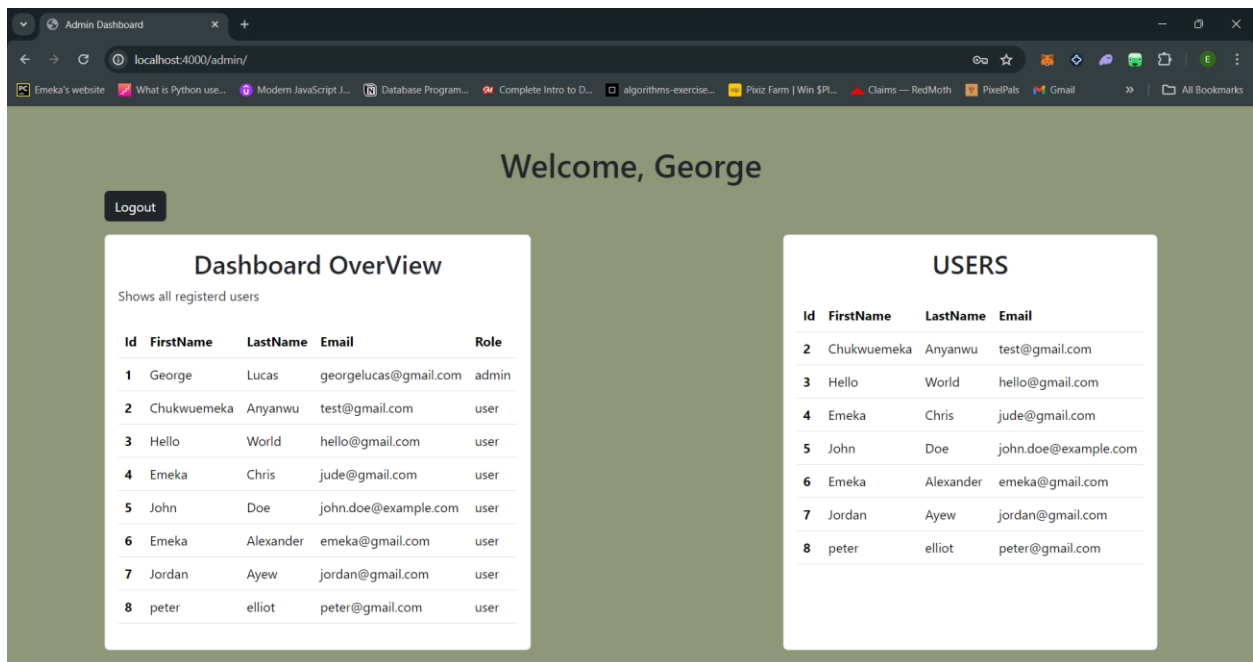 Admin Dashboard
localhost:4000/admin/
E
Emeka's website What is Python use... Modern JavaScript J... Database Program... Complete Intro to D... algorithms-exercise... Pixiz Farm | Win $Pl... Claims — RedMoth PixelPals Gmail » All Bookmarks
Welcome, George
Logout
Dashboard OverView
Shows all registerd users
Id FirstName LastName Email Role
1 George Lucas georgelucas@gmail.com admin
2 Chukwuemeka Anyanwu test@gmail.com user
3 Hello World hello@gmail.com user
4 Emeka Chris jude@gmail.com user
5 John Doe john.doe@example.com user
6 Emeka Alexander emeka@gmail.com user
7 Jordan Ayew jordan@gmail.com user
8 peter elliot peter@gmail.com user
USERS
Id FirstName LastName Email
2 Chukwuemeka Anyanwu test@gmail.com
3 Hello World hello@gmail.com
4 Emeka Chris jude@gmail.com
5 John Doe john.doe@example.com
6 Emeka Alexander emeka@gmail.com
7 Jordan Ayew jordan@gmail.com
8 peter elliot peter@gmail.com